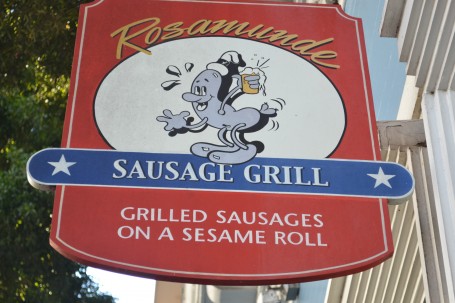 Rosamunde
SAUSAGE GRILL
GRILLED SAUSAGES
ON A SESAME ROLL